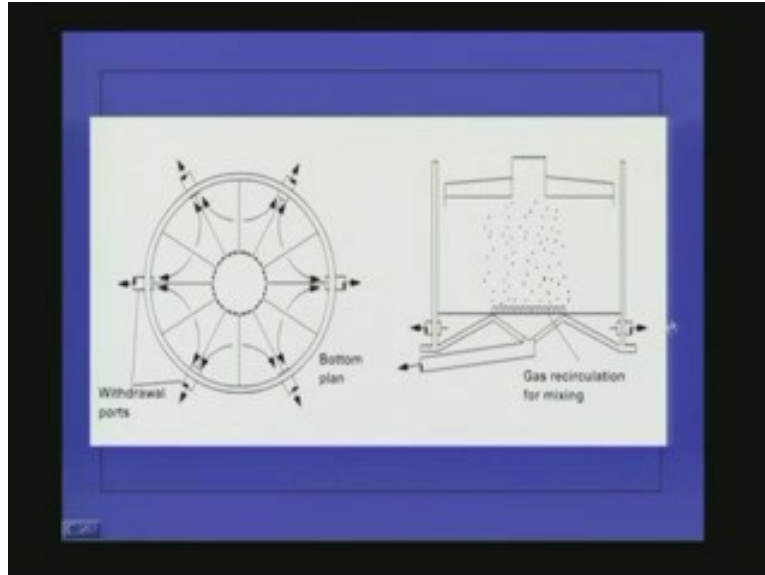 Bottom
plan
Withdrawal
ports
Gas recirculation
for mixing